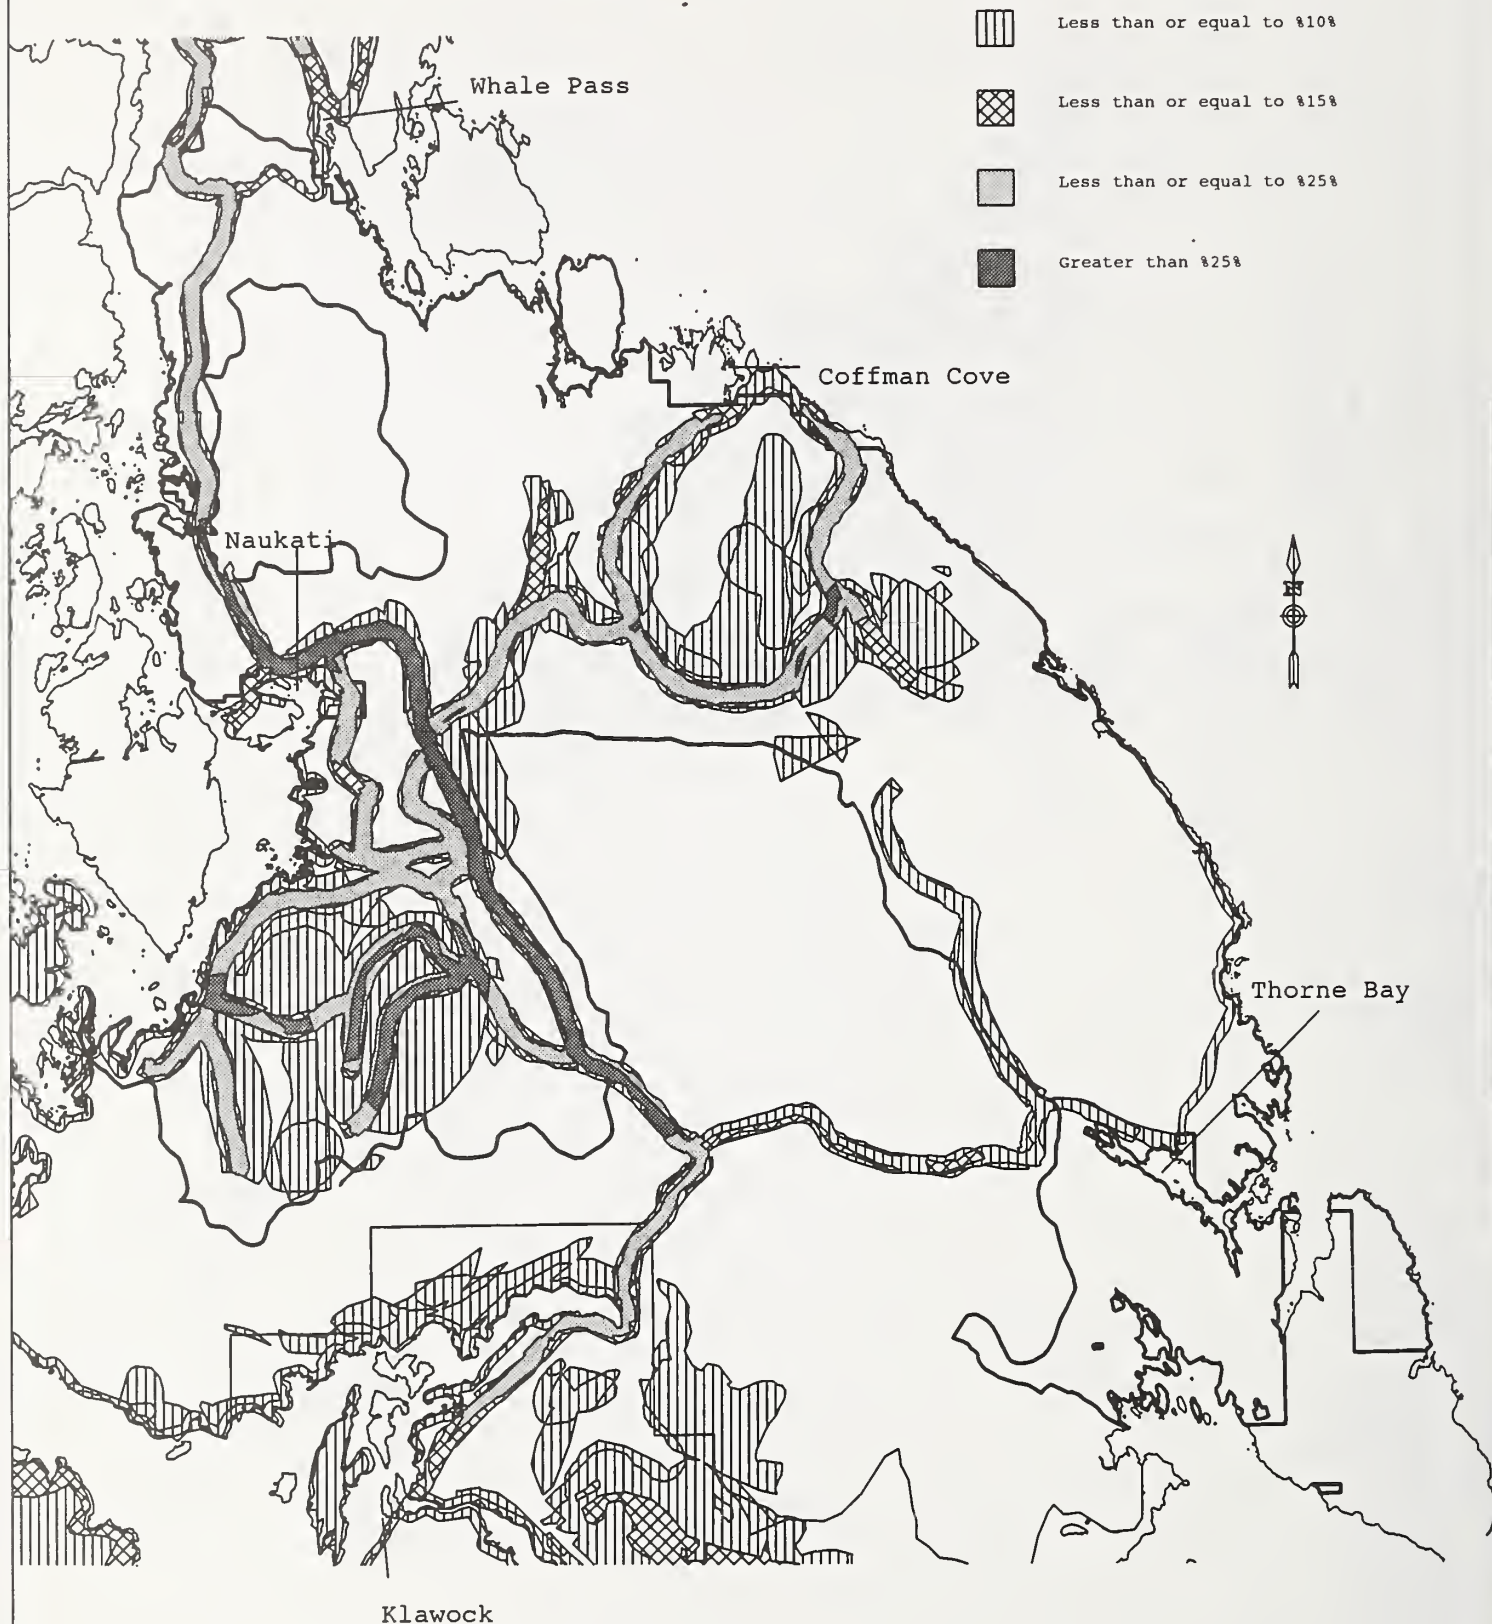 Less than or equal to %10%
Less than or equal to %15%
Less than or equal to %25%
Greater than %25%
Whale Pass
Coffman Cove
Naukati
Thorne Bay
Klawock
N